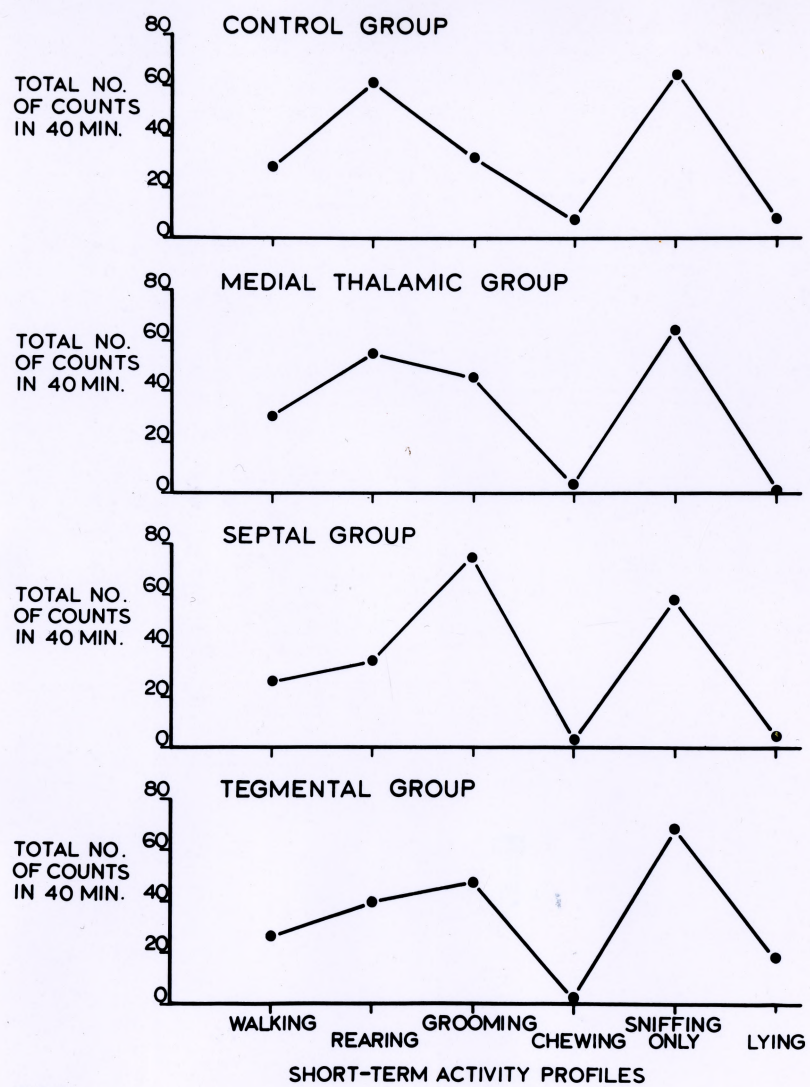 CONTROL GROUP
80
60
40
20
0
TOTAL NO.
OF COUNTS
IN 40 MIN.
MEDIAL THALAMIC GROUP
80
60
40
20
0
TOTAL NO.
OF COUNTS
IN 40 MIN.
SEPTAL GROUP
80
60
40
20
0
TOTAL NO.
OF COUNTS
IN 40 MIN.
TEGMENTAL GROUP
80
60
40
20
0
TOTAL NO.
OF COUNTS
IN 40 MIN.
WALKING
REARING
GROOMING
CHEWING
SNIFFING
ONLY
LYING
SHORT-TERM ACTIVITY PROFILES